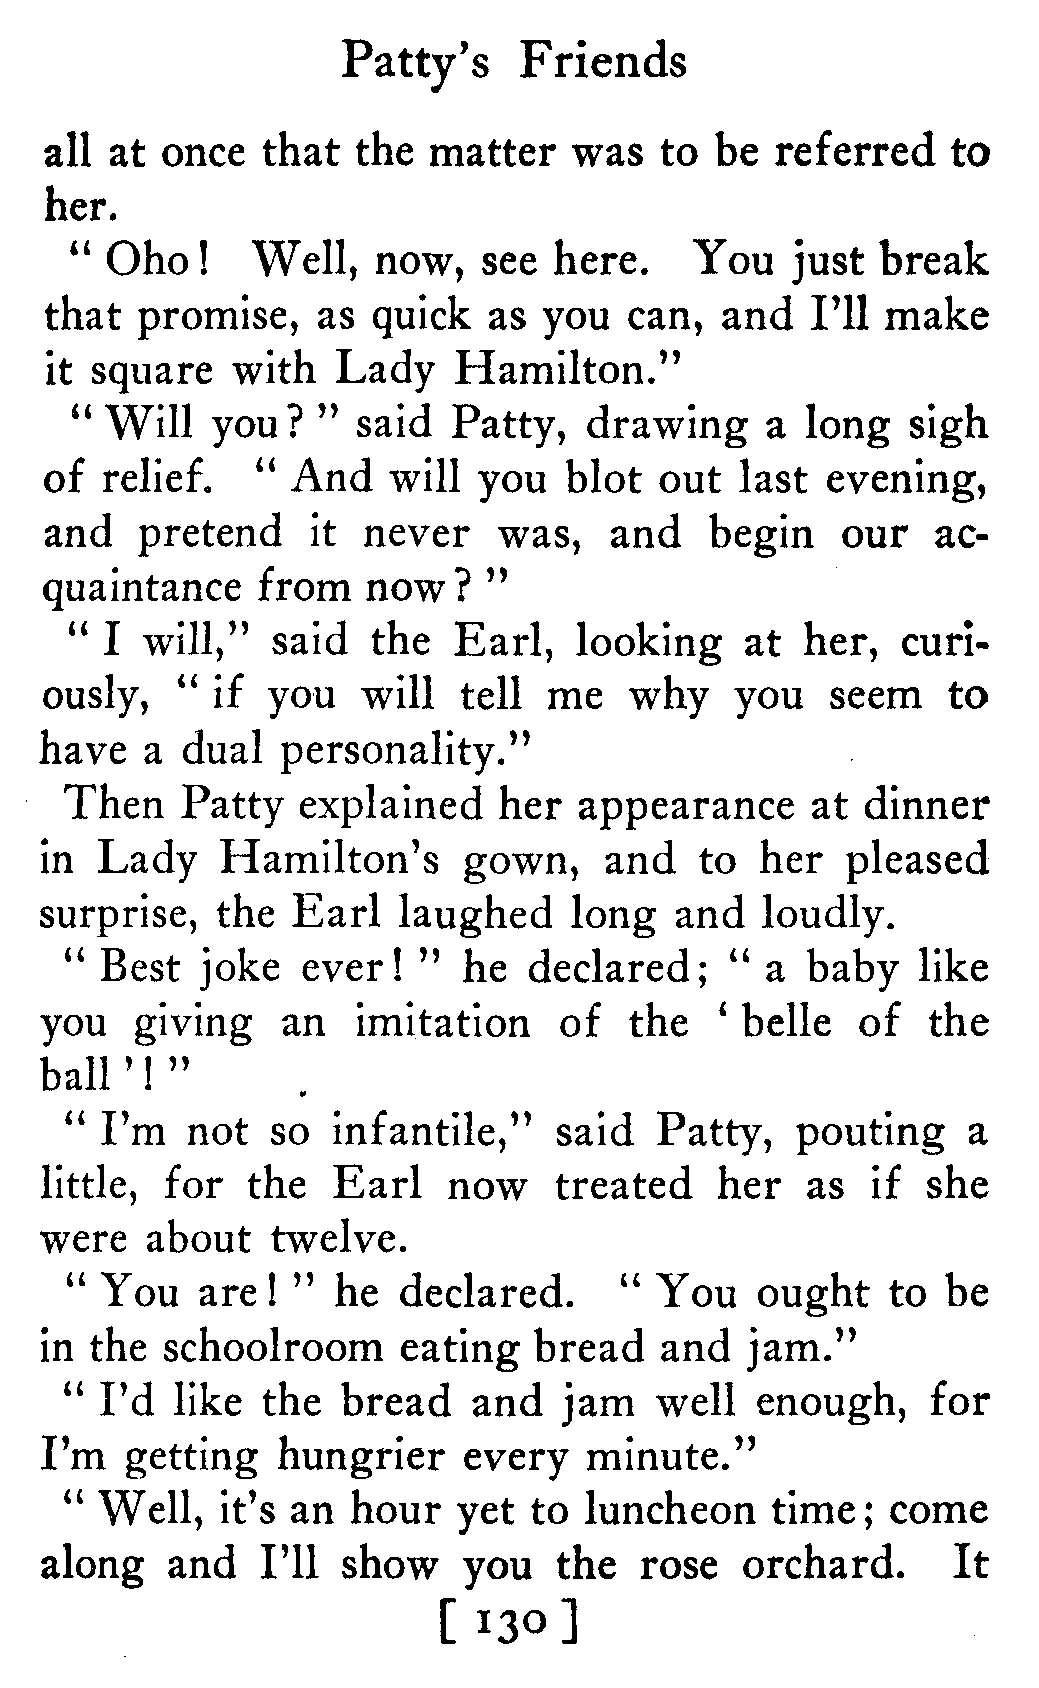 Patty's Friends
all at once that the matter was to be referred to
her.
" Oho! Well, now, see here. You just break
that promise, as quick as you can, and I'll make
it square with Lady Hamilton."
" Will you? " said Patty, drawing a long sigh
of relief. " And will you blot out last evening,
and pretend it never was, and begin our ac-
quaintance from now? "
" I will," said the Earl, looking at her, curi-
ously, " if you will tell me why you seem to
have a dual personality."
Then Patty explained her appearance at dinner
in Lady Hamilton's gown, and to her pleased
surprise, the Earl laughed long and loudly.
" Best joke ever! " he declared; " a baby like
you giving an imitation of the ' belle of the
ball '! "
" I'm not so infantile," said Patty, pouting a
little, for the Earl now treated her as if she
were about twelve.
" You are! " he declared. " You ought to be
in the schoolroom eating bread and jam."
" I'd like the bread and jam well enough, for
I'm getting hungrier every minute."
" Well, it's an hour yet to luncheon time; come
along and I'll show you the rose orchard. It
[ 130 ]